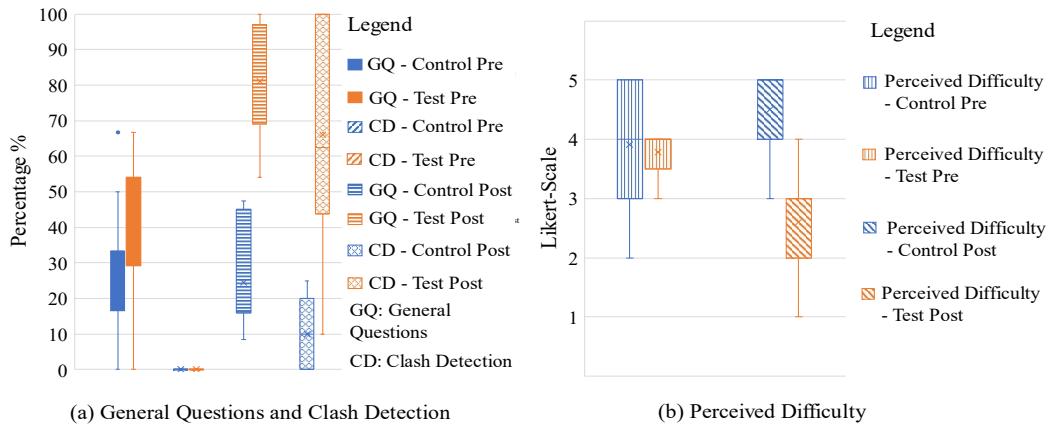 100
90
80
70
60
50
40
30
20
10
0
Percentage %
Legend
GQ - Control Pre
GQ - Test Pre
CD - Control Pre
CD - Test Pre
GQ - Control Post
GQ - Test Post
CD - Control Post
CD - Test Post
GQ: General
Questions
CD: Clash Detection
(a) General Questions and Clash Detection
5
4
3
2
1
Likert-Scale
Legend
Perceived Difficulty
- Control Pre
Perceived Difficulty
- Test Pre
Perceived Difficulty
- Control Post
Perceived Difficulty
- Test Post
(b) Perceived Difficulty